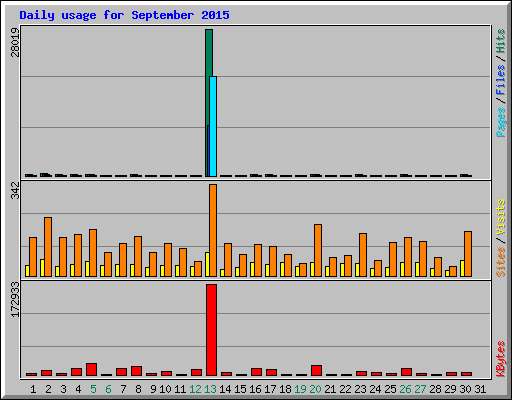 Daily usage for September 2015
28019
Pages / Files / Hits
342
Sites / Visits
172933
KBytes
1 2 3 4 5 6 7 8 9 10 11 12 13 14 15 16 17 18 19 20 21 22 23 24 25 26 27 28 29 30 31